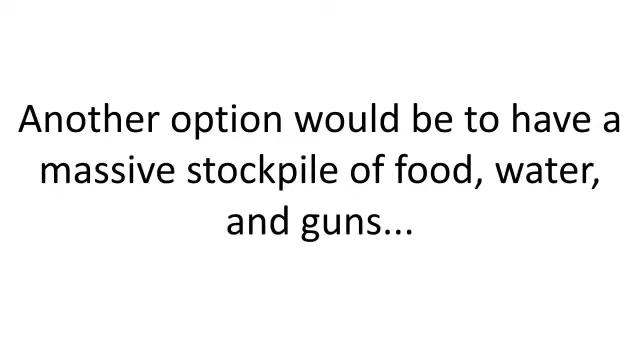 Another option would be to have a
massive stockpile of food, water,
and guns...